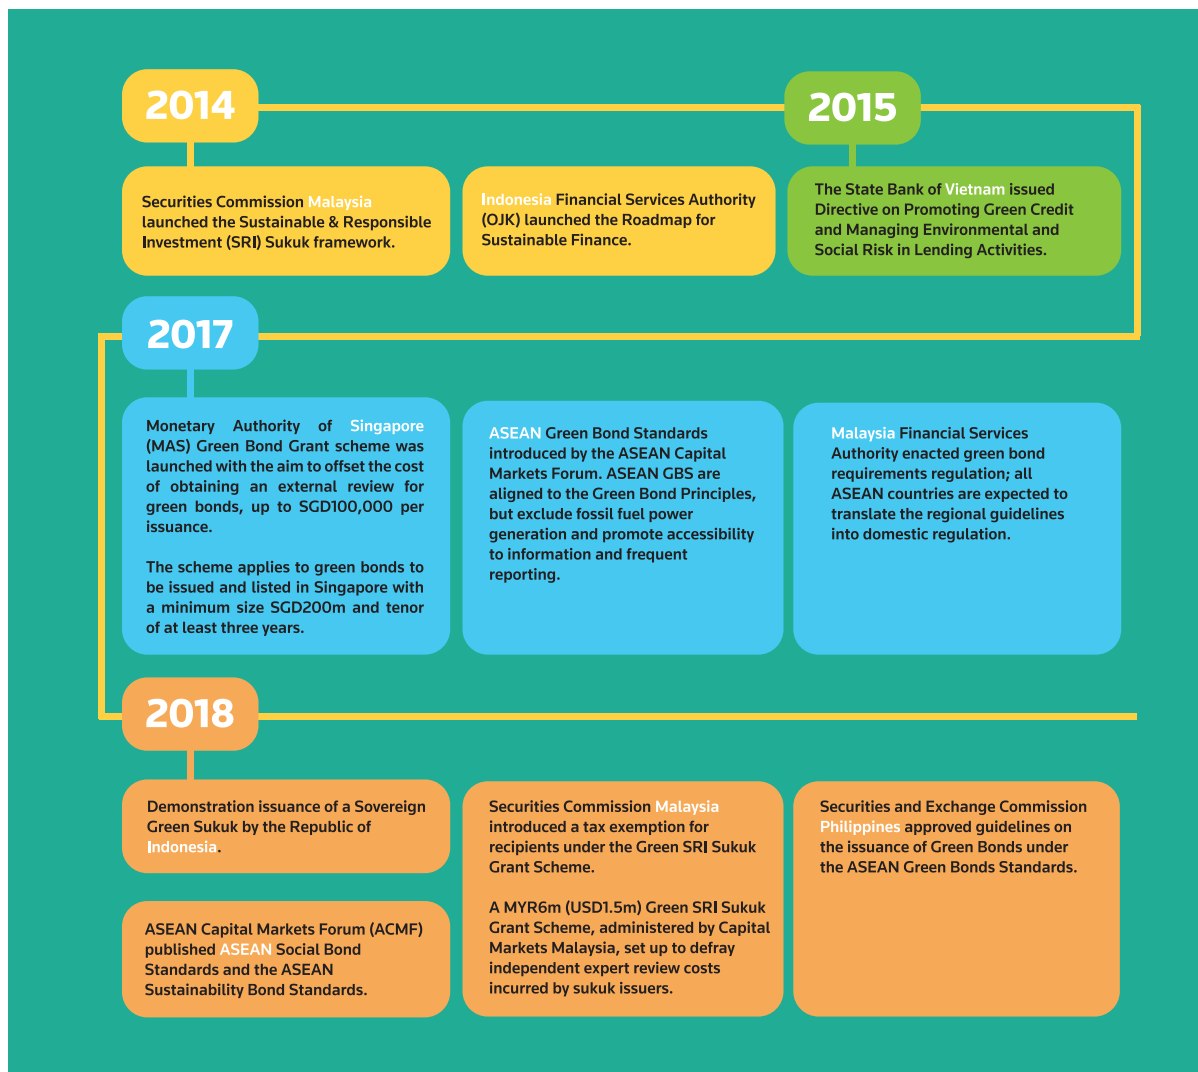 2014
Securities Commission Malaysia
launched the Sustainable & Responsible
Investment (SRI) Sukuk framework.
Indonesia Financial Services Authority
(OJK) launched the Roadmap for
Sustainable Finance.
2015
The State Bank of Vietnam issued
Directive on Promoting Green Credit
and Managing Environmental and
Social Risk in Lending Activities.
2017
Monetary Authority of Singapore
(MAS) Green Bond Grant scheme was
launched with the aim to offset the cost
of obtaining an external review for
green bonds, up to SGD100,000 per
issuance.
The scheme applies to green bonds to
be issued and listed in Singapore with
a minimum size SGD200m and tenor
of at least three years.
ASEAN Green Bond Standards
introduced by the ASEAN Capital
Markets Forum. ASEAN GBS are
aligned to the Green Bond Principles,
but exclude fossil fuel power
generation and promote accessibility
to information and frequent
reporting.
Malaysia Financial Services
Authority enacted green bond
requirements regulation; all
ASEAN countries are expected to
translate the regional guidelines
into domestic regulation.
2018
Demonstration issuance of a Sovereign
Green Sukuk by the Republic of
Indonesia.
ASEAN Capital Markets Forum (ACMF)
published ASEAN Social Bond
Standards and the ASEAN
Sustainability Bond Standards.
Securities Commission Malaysia
introduced a tax exemption for
recipients under the Green SRI Sukuk
Grant Scheme.
A MYR6m (USD1.5m) Green SRI Sukuk
Grant Scheme, administered by Capital
Markets Malaysia, set up to defray
independent expert review costs
incurred by sukuk issuers.
Securities and Exchange Commission
Philippines approved guidelines on
the issuance of Green Bonds under
the ASEAN Green Bonds Standards.